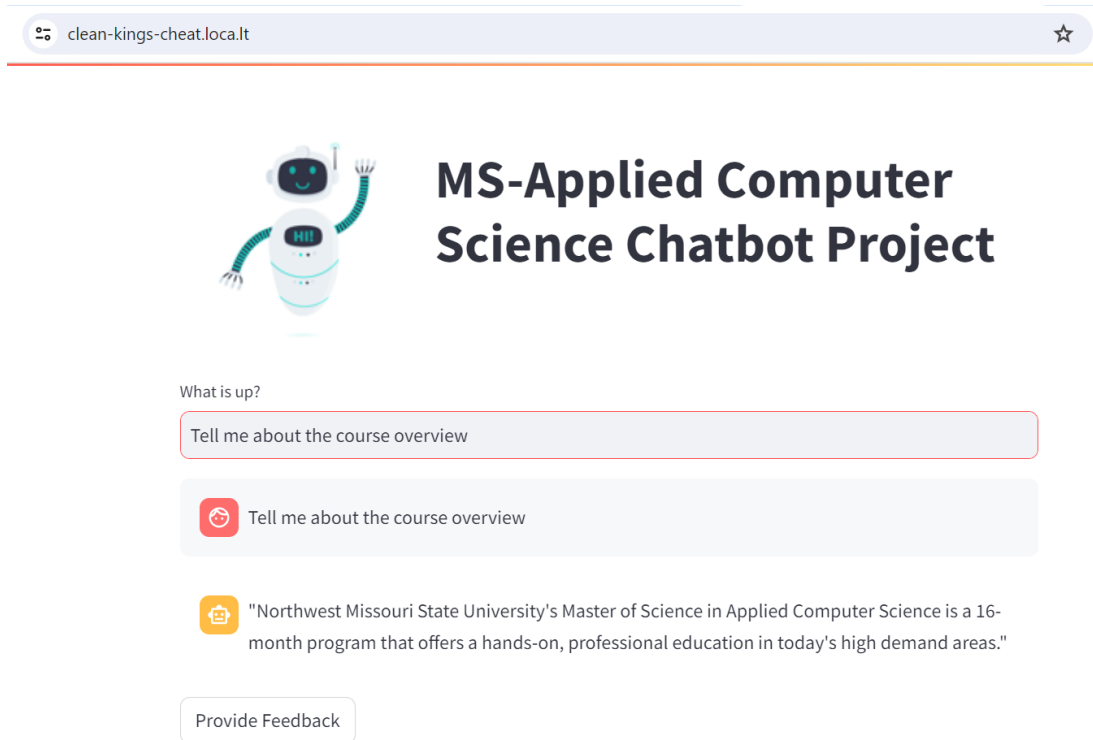 clean-kings-cheat.loca.lt
HI!
MS-Applied Computer
Science Chatbot Project
What is up?
Tell me about the course overview
Tell me about the course overview
"Northwest Missouri State University's Master of Science in Applied Computer Science is a 16-
month program that offers a hands-on, professional education in today's high demand areas."
Provide Feedback